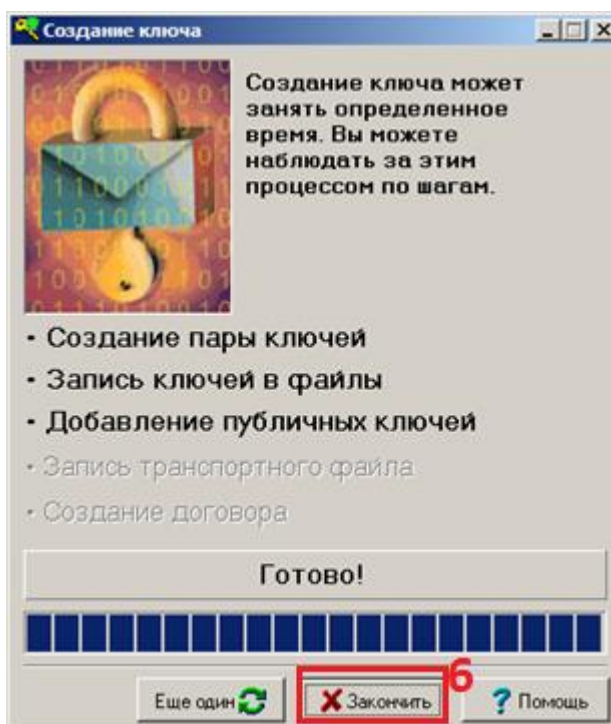 Создание ключа
Создание ключа может
занять определенное
время. Вы можете
наблюдать за этим
процессом по шагам.
• Создание пары ключей
• Запись ключей в файлы
• Добавление публичных ключей
• Запись транспортного файла
• Создание договора
Готово!
6
Еще один Закончить ? Помощь